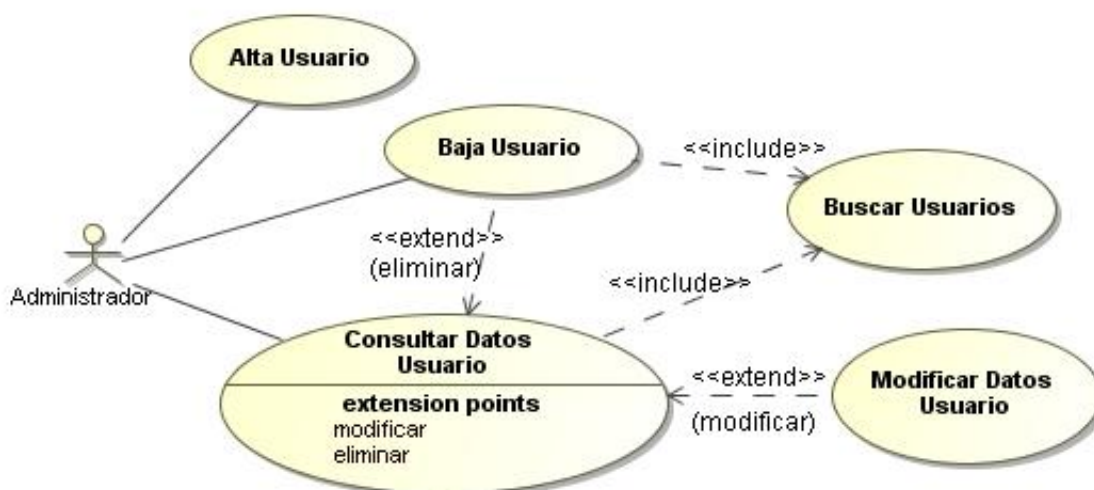 Alta Usuario
Baja Usuario
<<include>>
Buscar Usuarios
<<extend>>
(eliminar)
<<include>>
Administrador
Consultar Datos
Usuario
extension points
modificar
eliminar
<<extend>>
(modificar)
Modificar Datos
Usuario